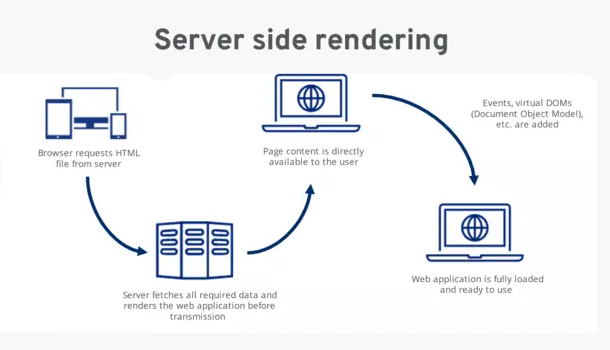 Server side rendering
Browser requests HTML
file from server
Page content is directly
available to the user
Events, virtual DOMs
(Document Object Model),
etc. are added
Server fetches all required data and
renders the web application before
transmission
Web application is fully loaded
and ready to use